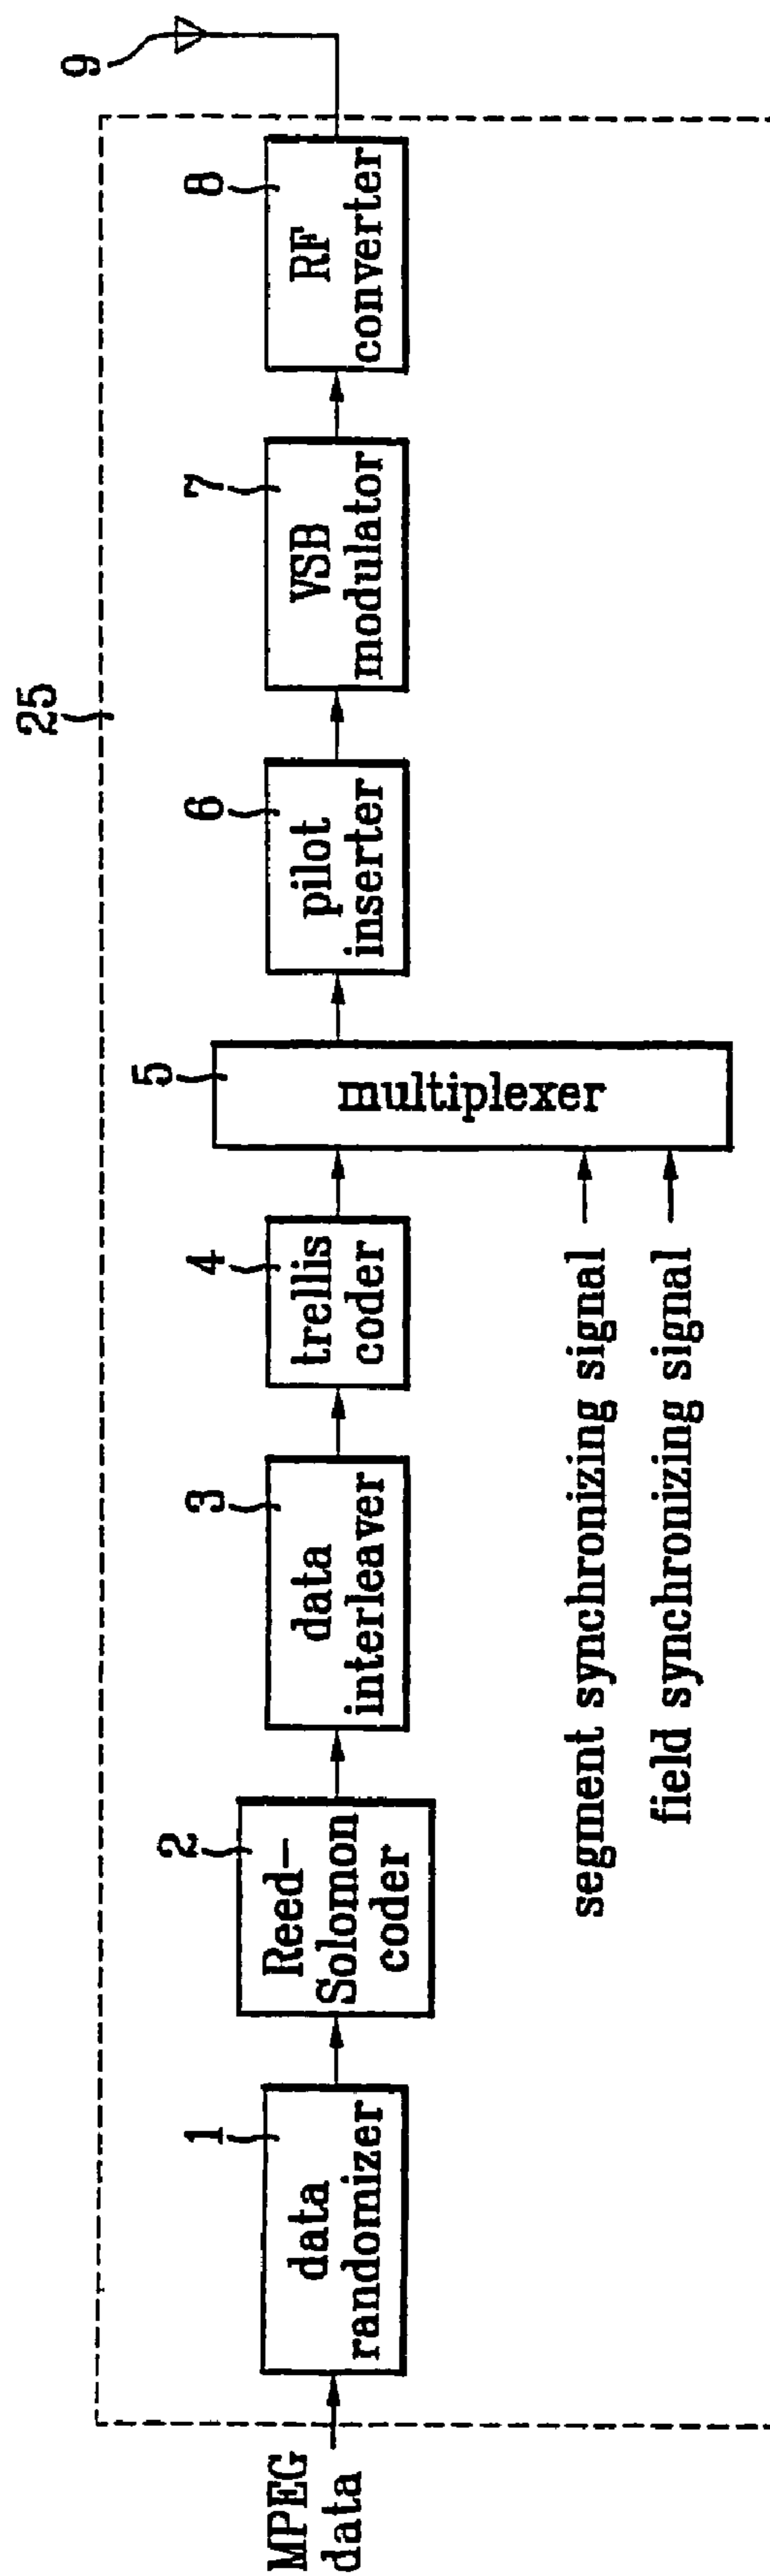 25
9
MPEG
data
1
data
randomizer
2
Reed-
Solomon
coder
3
data
interleaver
4
trellis
coder
5
multiplexer
6
pilot
inserter
7
VSB
modulator
8
RF
converter
segment synchronizing signal
field synchronizing signal